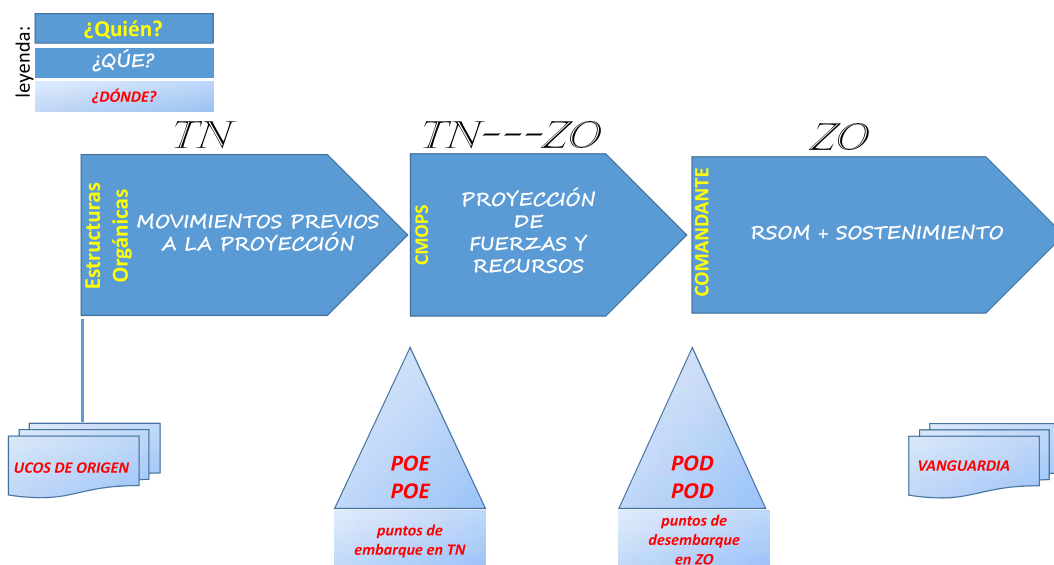 leyenda:
¿Quién?
¿QÚE?
¿DÓNDE?
TN
TN---ZO
ZO
Estructuras
Orgánicas
MOVIMIENTOS PREVIOS
A LA PROYECCIÓN
CMOPS
PROYECCIÓN
DE
FUERZAS Y
RECURSOS
COMANDANTE
RSOM + SOSTENIMIENTO
UCOS DE ORIGEN
POE
POE
puntos de
embarque en TN
POD
POD
puntos de
desembarque
en ZO
VANGUARDIA